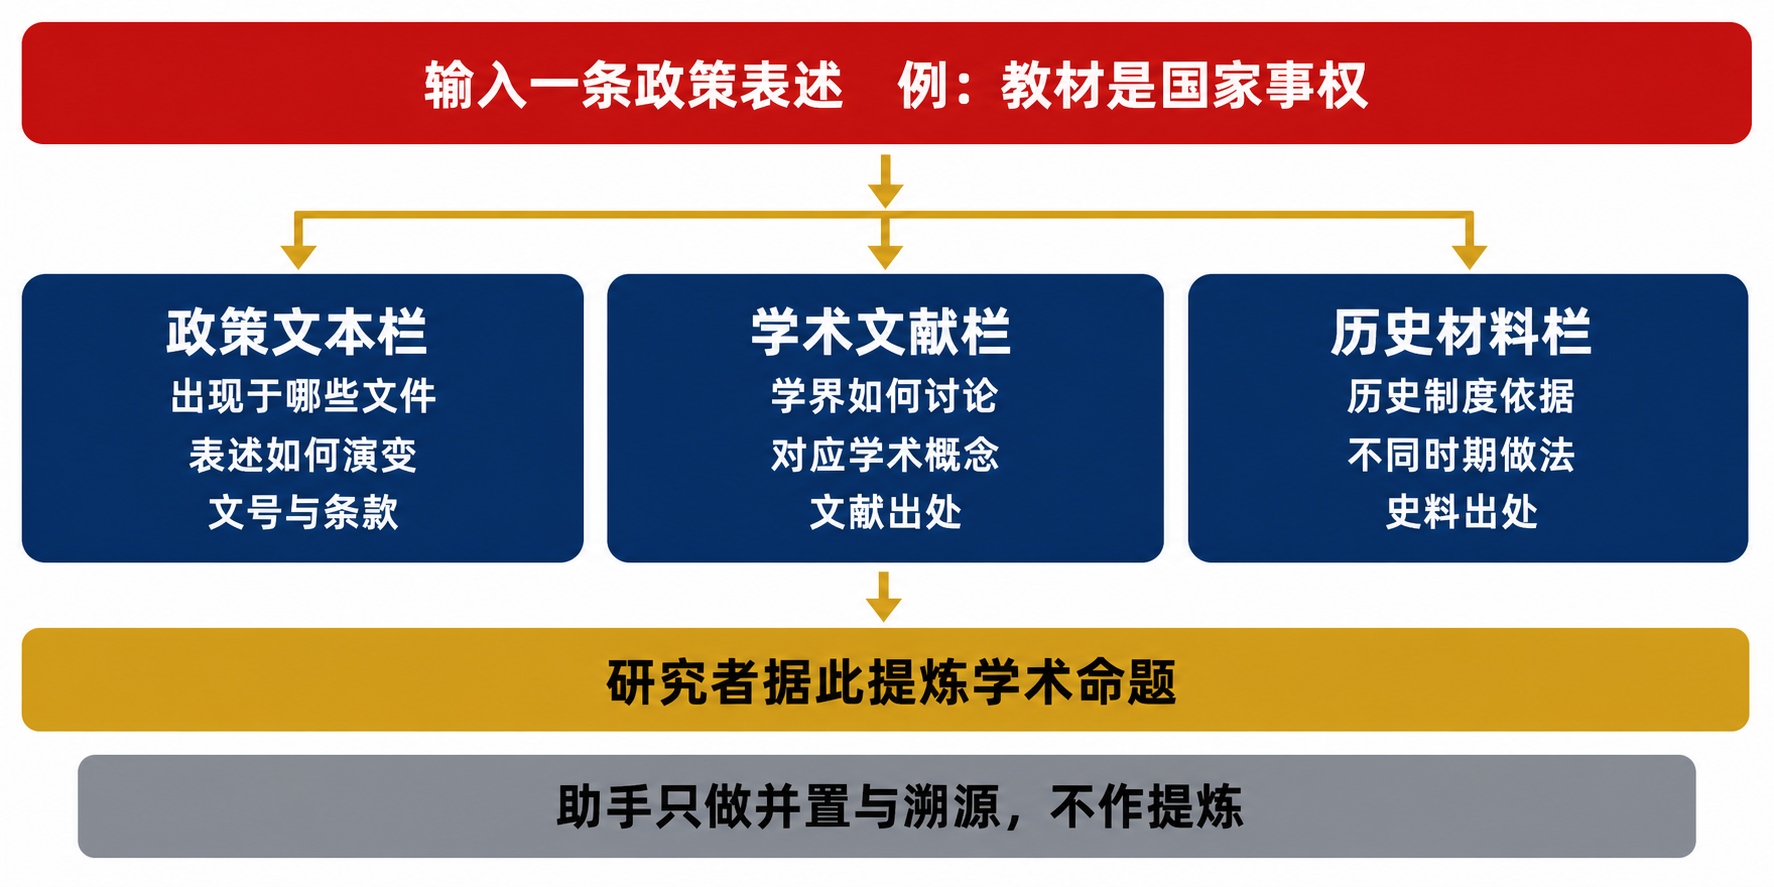 输入一条政策表述　例：教材是国家事权
政策文本栏
出现于哪些文件
表述如何演变
文号与条款
学术文献栏
学界如何讨论
对应学术概念
文献出处
历史材料栏
历史制度依据
不同时期做法
史料出处
研究者据此提炼学术命题
助手只做并置与溯源，不作提炼